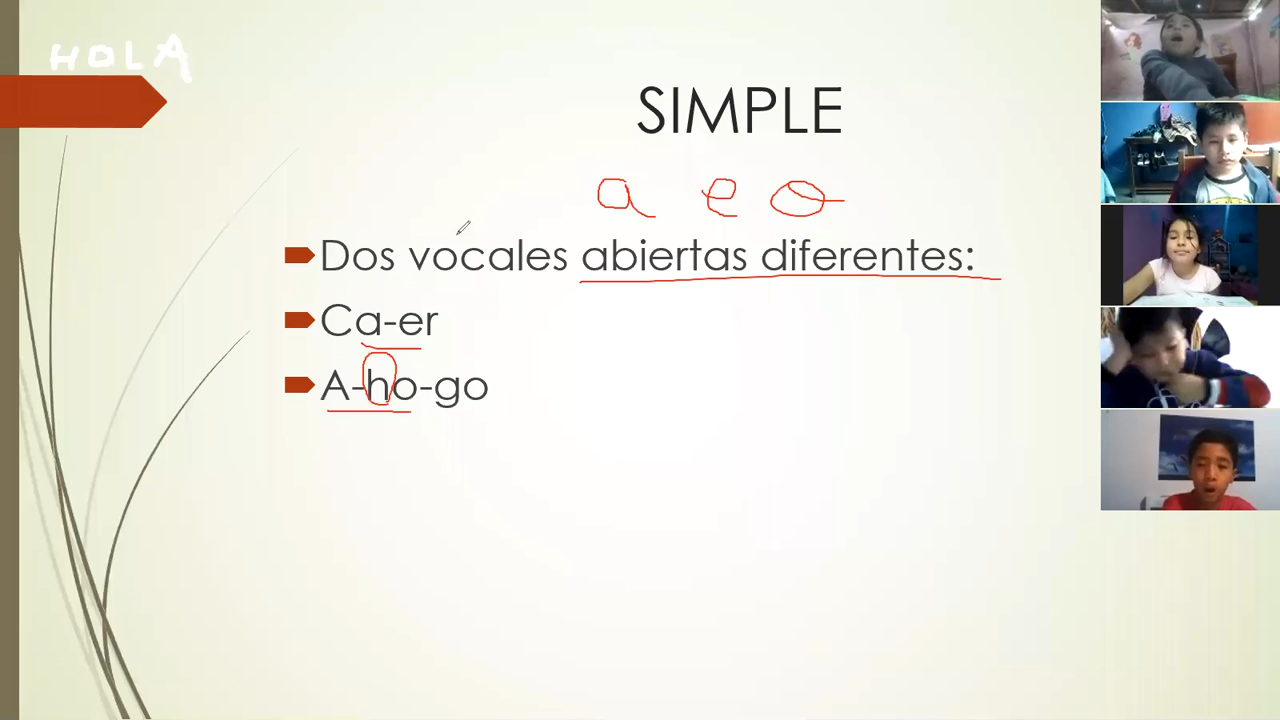 HOLA
SIMPLE
a e o
Dos vocales abiertas diferentes:
Ca-er
A-ho-go